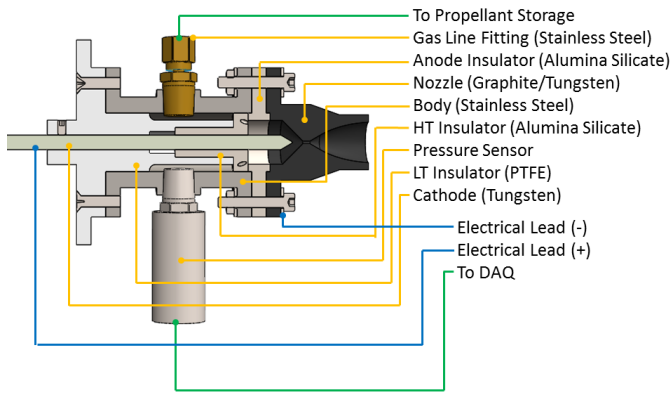 To Propellant Storage
Gas Line Fitting (Stainless Steel)
Anode Insulator (Alumina Silicate)
Nozzle (Graphite/Tungsten)
Body (Stainless Steel)
HT Insulator (Alumina Silicate)
Pressure Sensor
LT Insulator (PTFE)
Cathode (Tungsten)
Electrical Lead (-)
Electrical Lead (+)
To DAQ